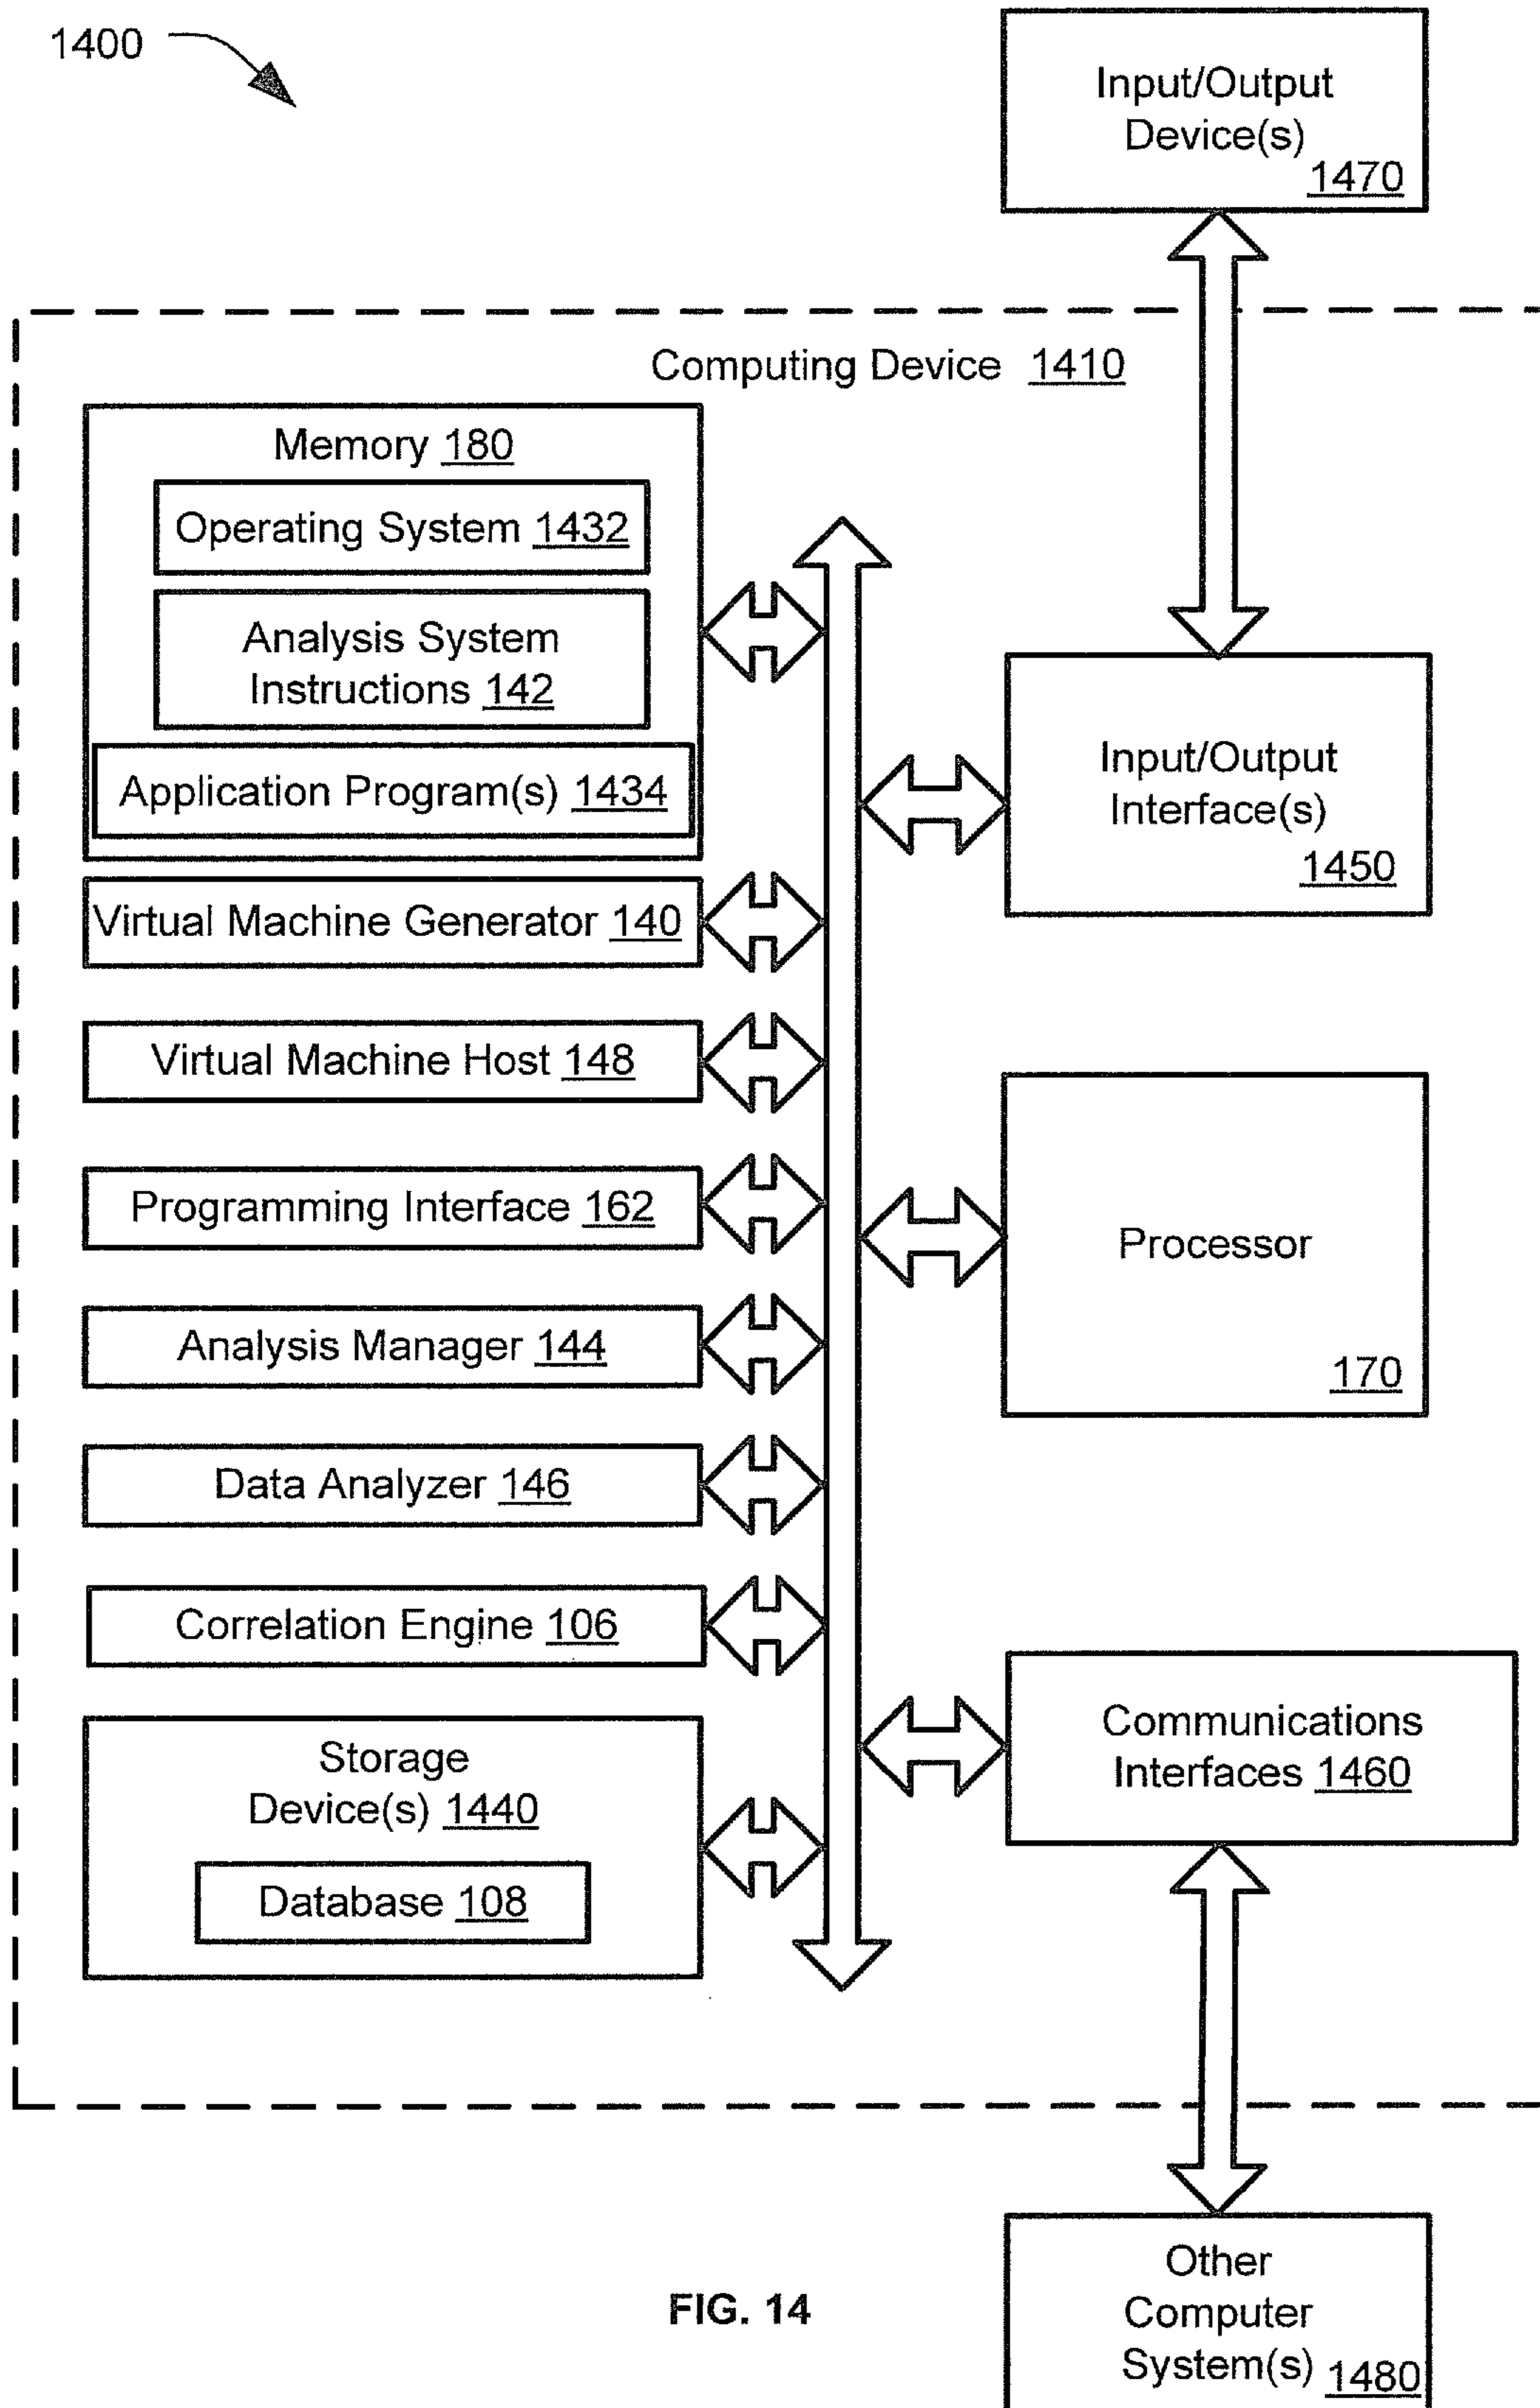 1400
Input/Output
Device(s)
1470
Computing Device 1410
Memory 180
Operating System 1432
Analysis System
Instructions 142
Application Program(s) 1434
Virtual Machine Generator 140
Virtual Machine Host 148
Programming Interface 162
Analysis Manager 144
Data Analyzer 146
Correlation Engine 106
Storage
Device(s) 1440
Database 108
Input/Output
Interface(s)
1450
Processor
170
Communications
Interfaces 1460
Other
Computer
System(s) 1480
FIG. 14